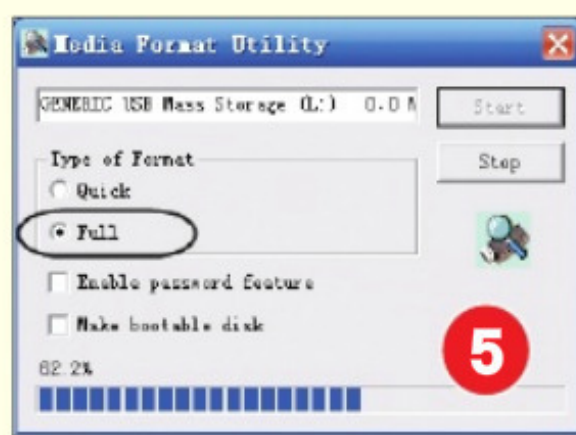 Media Format Utility
GENERIC USB Mass Storage (L:) 0.0 M
Start
Type of Format
Stop
Quick
Full
Enable password feature
Make bootable disk
62.2%
5